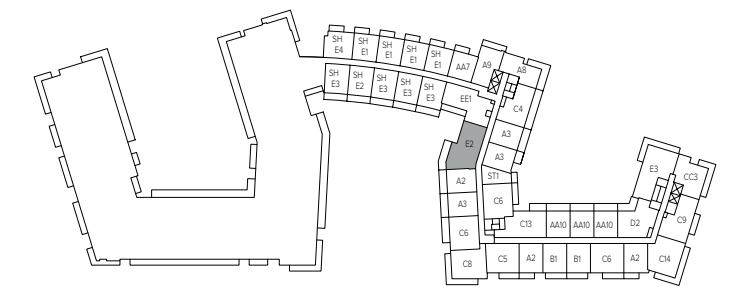 SH
E4
SH
E1
SH
E1
SH
E1
SH
E1
AA7
A9
A8
SH
E3
SH
E2
SH
E3
SH
E3
SH
E3
EE1
C4
A3
E2
A3
ST1
A2
A3
C6
C6
C8
C13
AA10
AA10
AA10
D2
E3
CC3
C9
C5
A2
B1
B1
C6
A2
C14